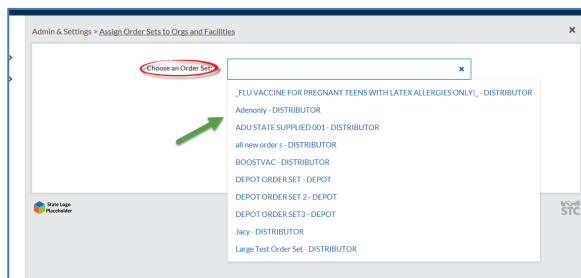 Admin & Settings > Assign Order Sets to Orgs and Facilities
Choose an Order Set:
_FLU VACCINE FOR PREGNANT TEENS WITH LATEX ALLERGIES ONLY!_ - DISTRIBUTOR
Adenonly - DISTRIBUTOR
ADU STATE SUPPLIED 001 - DISTRIBUTOR
all new order s - DISTRIBUTOR
BOOSTVAC - DISTRIBUTOR
DEPOT ORDER SET - DEPOT
DEPOT ORDER SET 2 - DEPOT
DEPOT ORDER SET3 - DEPOT
Jacy - DISTRIBUTOR
Large Test Order Set - DISTRIBUTOR
State Logo
Placeholder
STC